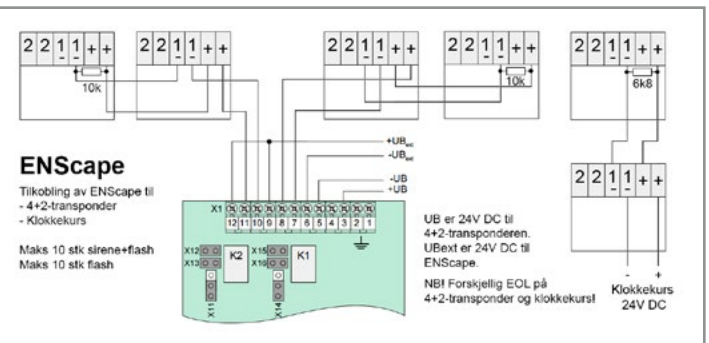 2 2 1 1 + +
- -
10k
2 2 1 1 + +
- -
2 2 1 1 + +
- -
2 2 1 1 + +
- -
10k
2 2 1 1 + +
- -
6k8
ENScape
Tilkobling av ENScape til
- 4+2-transponder
- Klokkekurs
Maks 10 stk sirene+flash
Maks 10 stk flash
+UBext
-UBext
-UB
+UB
X1
12 11 10 9 8 7 6 5 4 3 2 1
X12
X13
K2
X15
X16
K1
X11
X14
UB er 24V DC til
4+2-transponderen.
UBext er 24V DC til
ENScape.
NB! Forskjellig EOL på
4+2-transponder og klokkekurs!
2 2 1 1 + +
- -
- +
Klokkekurs
24V DC